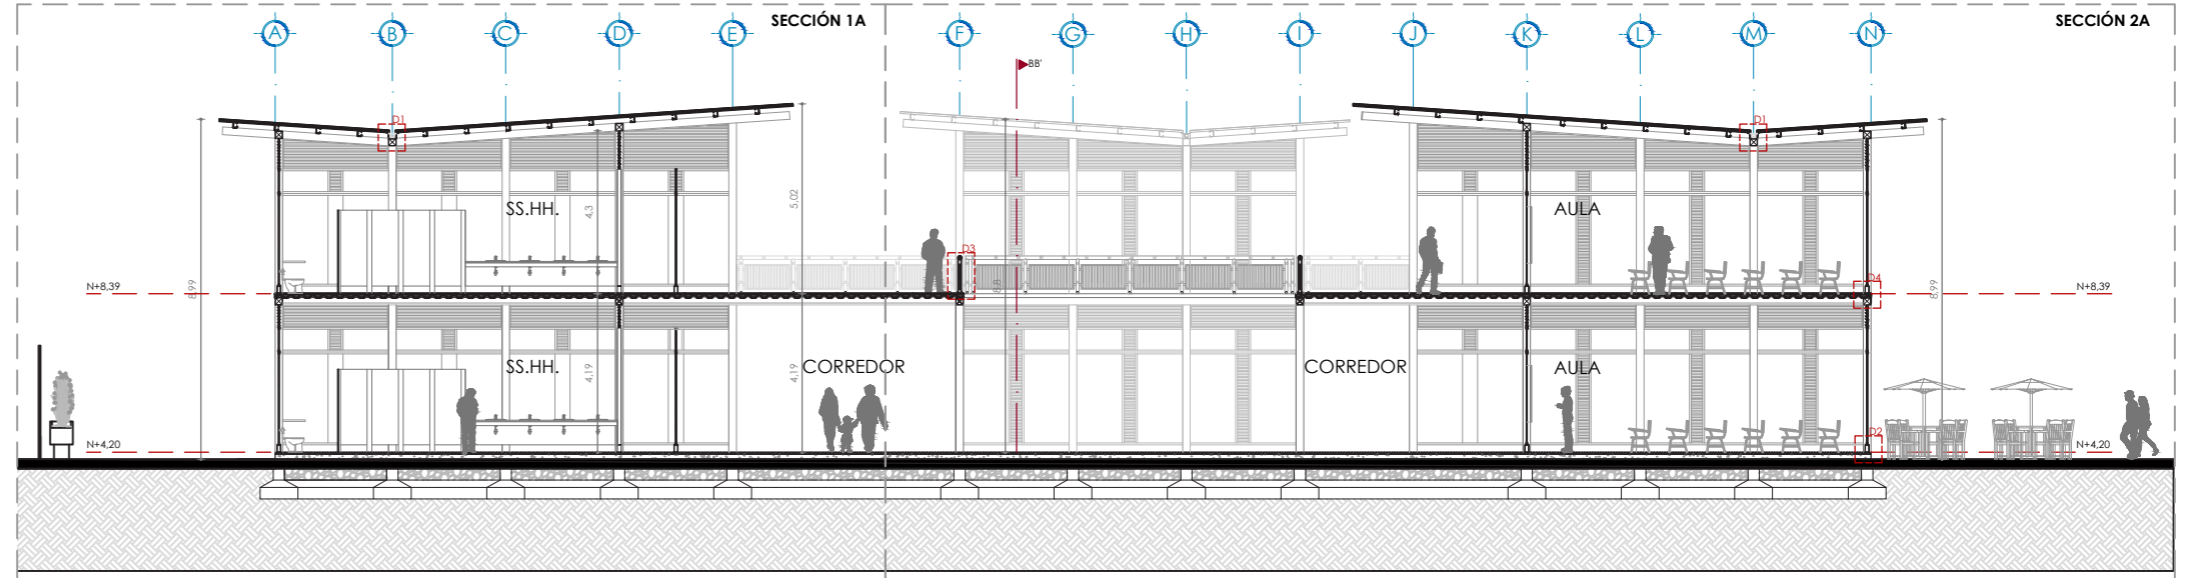 SECCIÓN 1A
SECCIÓN 2A
A
B
C
D
E
F
G
H
I
J
K
L
M
N
BB'
D1
D1
SS.HH.
4,3
5,02
AULA
D3
D4
8,99
8,8
8,99
N+8,39
N+8,39
SS.HH.
4,19
4,19
CORREDOR
CORREDOR
AULA
D2
N+4,20
N+4,20